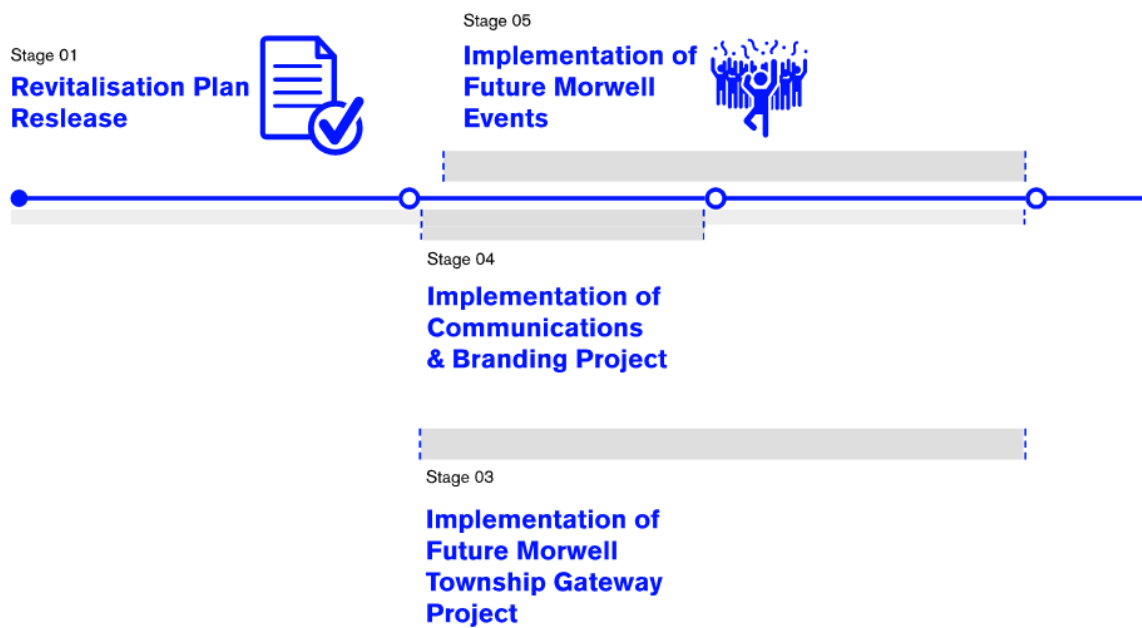 Stage 01
Revitalisation Plan
Reslease
Stage 05
Implementation of
Future Morwell
Events
Stage 04
Implementation of
Communications
& Branding Project
Stage 03
Implementation of
Future Morwell
Township Gateway
Project